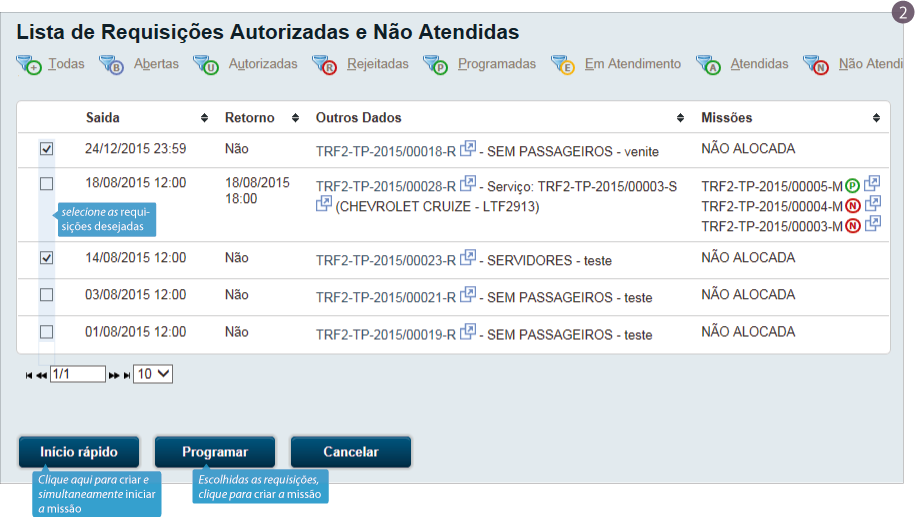 2
Lista de Requisições Autorizadas e Não Atendidas
+ Todas B Abertas U Autorizadas R Rejeitadas P Programadas E Em Atendimento A Atendidas N Não Atendi
Saida Retorno Outros Dados Missões
24/12/2015 23:59 Não TRF2-TP-2015/00018-R - SEM PASSAGEIROS - venite NÃO ALOCADA
18/08/2015 12:00 18/08/2015 TRF2-TP-2015/00028-R - Serviço: TRF2-TP-2015/00003-S TRF2-TP-2015/00005-M P
18:00 (CHEVROLET CRUIZE - LTF2913) TRF2-TP-2015/00004-M N
TRF2-TP-2015/00003-M N
selecione as requi-
sições desejadas
14/08/2015 12:00 Não TRF2-TP-2015/00023-R - SERVIDORES - teste NÃO ALOCADA
03/08/2015 12:00 Não TRF2-TP-2015/00021-R - SEM PASSAGEIROS - teste NÃO ALOCADA
01/08/2015 12:00 Não TRF2-TP-2015/00019-R - SEM PASSAGEIROS - teste NÃO ALOCADA
1/1 10
Início rápido Programar Cancelar
Clique aqui para criar e
simultaneamente iniciar
a missão
Escolhidas as requisições,
clique para criar a missão